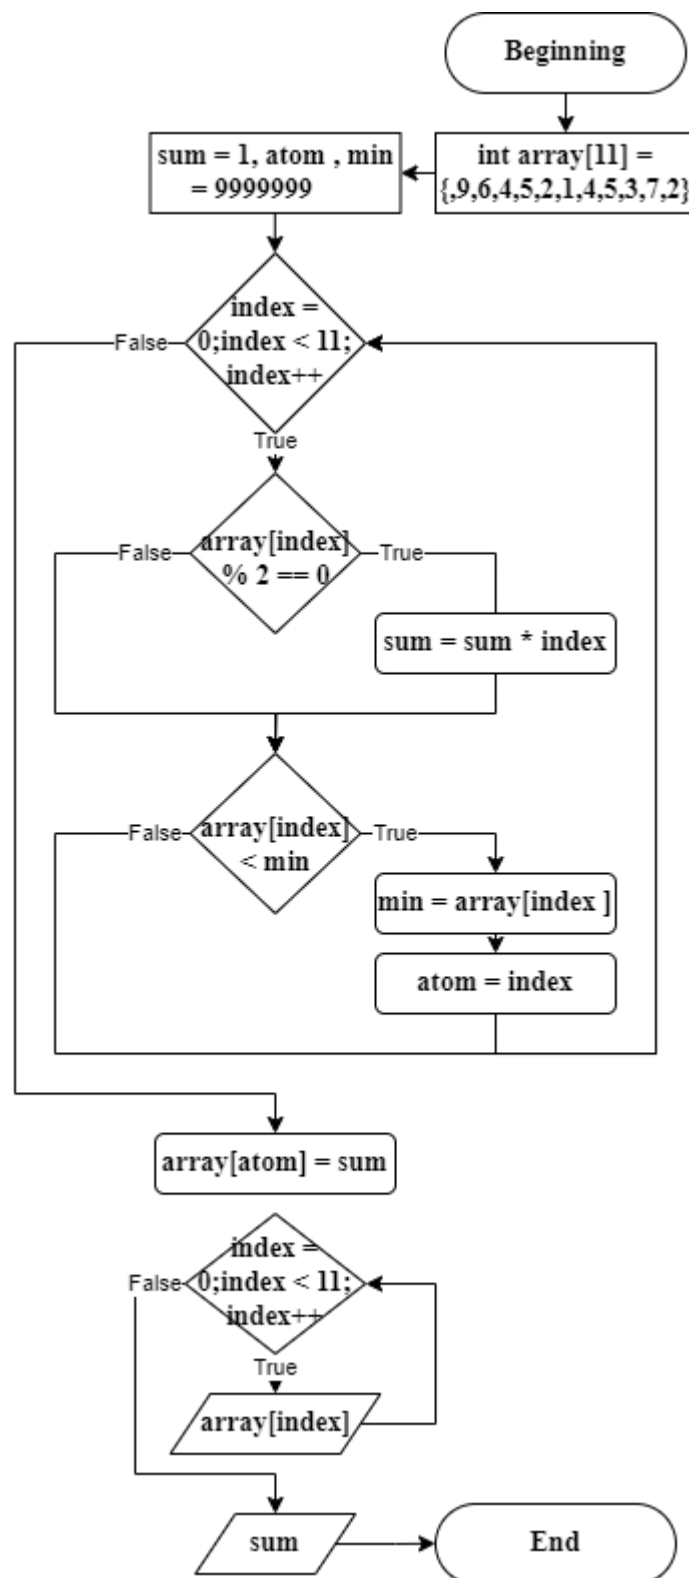 Beginning
int array[11] =
{,9,6,4,5,2,1,4,5,3,7,2}
sum = 1, atom , min
= 9999999
index =
0;index < 11;
index++
False
True
array[index]
% 2 == 0
False
True
sum = sum * index
array[index]
< min
False
True
min = array[index ]
atom = index
array[atom] = sum
index =
0;index < 11;
index++
False
True
array[index]
sum
End